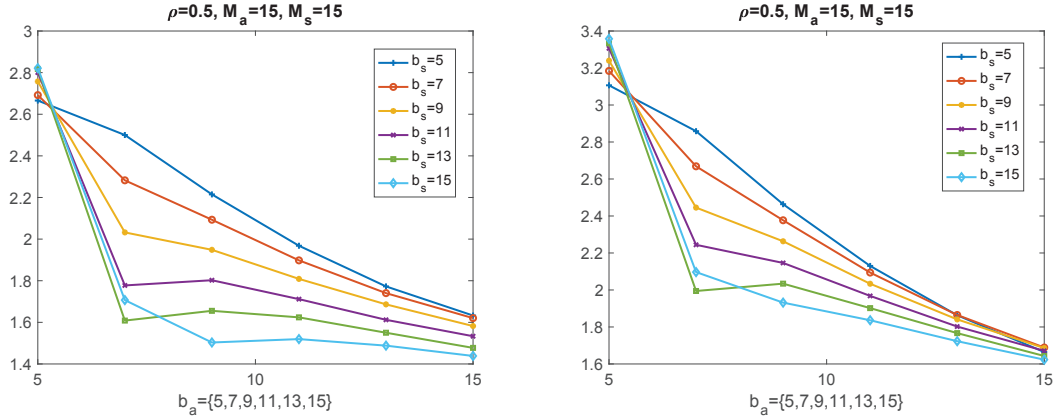 ρ=0.5, M_a=15, M_s=15
3
2.8
2.6
2.4
2.2
2
1.8
1.6
1.4
5
10
15
b_a={5,7,9,11,13,15}
b_s=5
b_s=7
b_s=9
b_s=11
b_s=13
b_s=15
ρ=0.5, M_a=15, M_s=15
3.4
3.2
3
2.8
2.6
2.4
2.2
2
1.8
1.6
5
10
15
b_a={5,7,9,11,13,15}
b_s=5
b_s=7
b_s=9
b_s=11
b_s=13
b_s=15